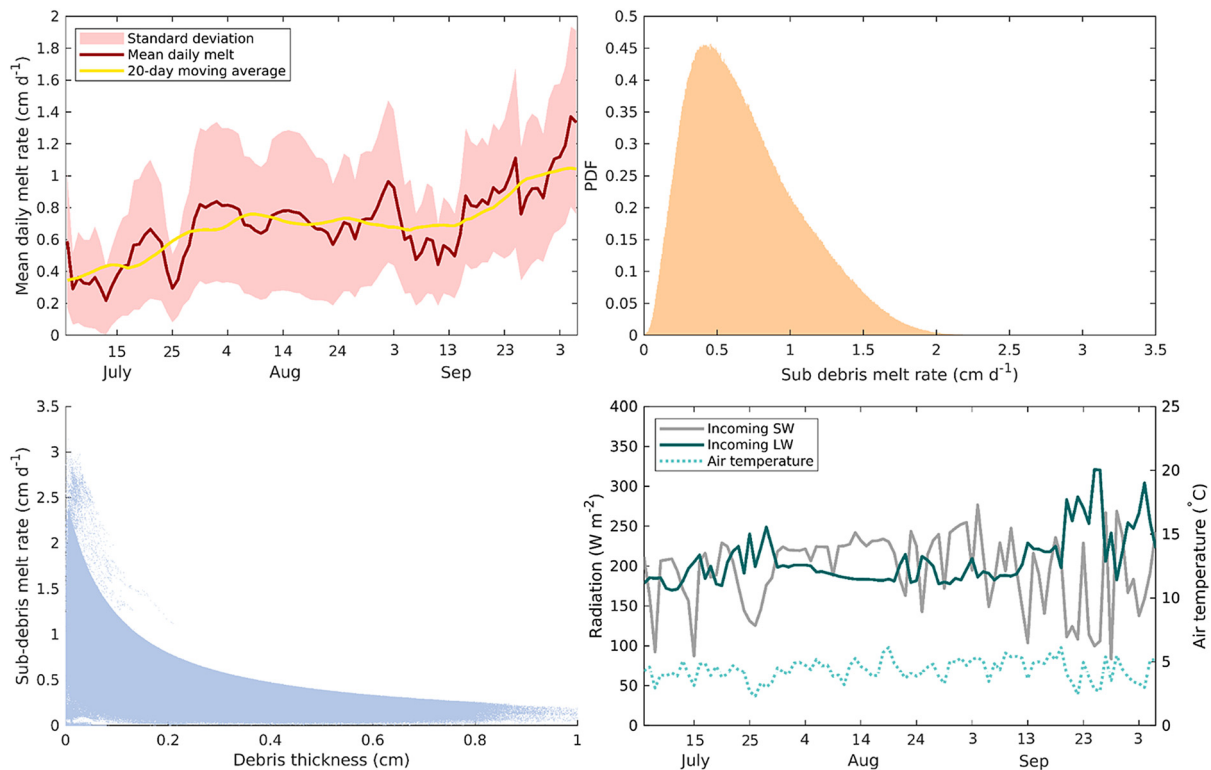 2
1.8
1.6
1.4
1.2
1
0.8
0.6
0.4
0.2
0
Mean daily melt rate (cm d-1)
Standard deviation
Mean daily melt
20-day moving average
15 25 4 14 24 3 13 23 3
July Aug Sep
0.5
0.45
0.4
0.35
0.3
0.25
0.2
0.15
0.1
0.05
0
PDF
0 0.5 1 1.5 2 2.5 3 3.5
Sub debris melt rate (cm d-1)
3.5
3
2.5
2
1.5
1
0.5
0
Sub-debris melt rate (cm d-1)
0 0.2 0.4 0.6 0.8 1
Debris thickness (cm)
400
350
300
250
200
150
100
50
0
Radiation (W m-2)
Incoming SW
Incoming LW
Air temperature
25
20
15
10
5
0
Air temperature (°C)
15 25 4 14 24 3 13 23 3
July Aug Sep